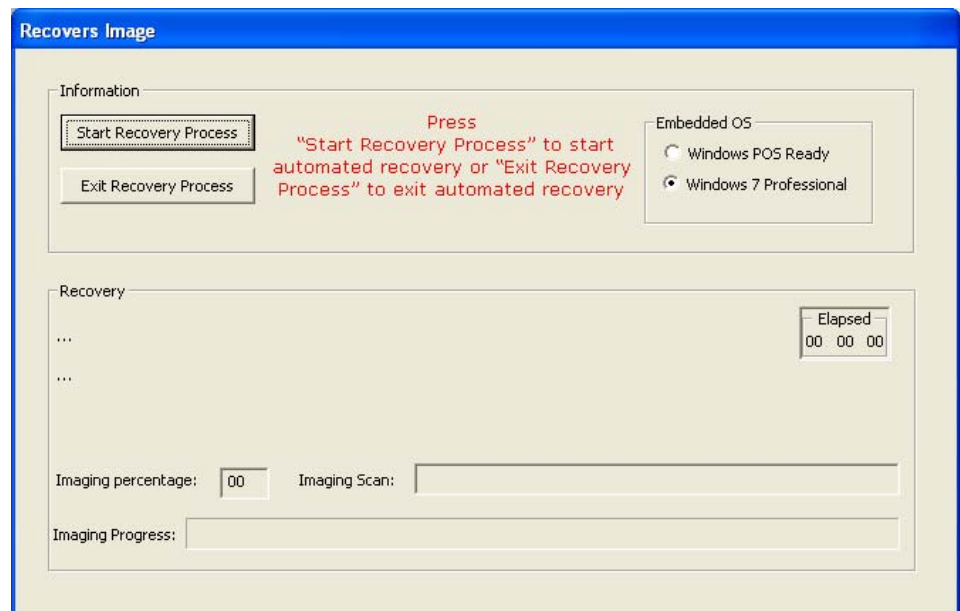 Recovers Image
Information
Start Recovery Process
Exit Recovery Process
Press
“Start Recovery Process” to start
automated recovery or “Exit Recovery
Process” to exit automated recovery
Embedded OS
Windows POS Ready
Windows 7 Professional
Recovery
...
...
Elapsed
00 00 00
Imaging percentage: 00 Imaging Scan:
Imaging Progress: